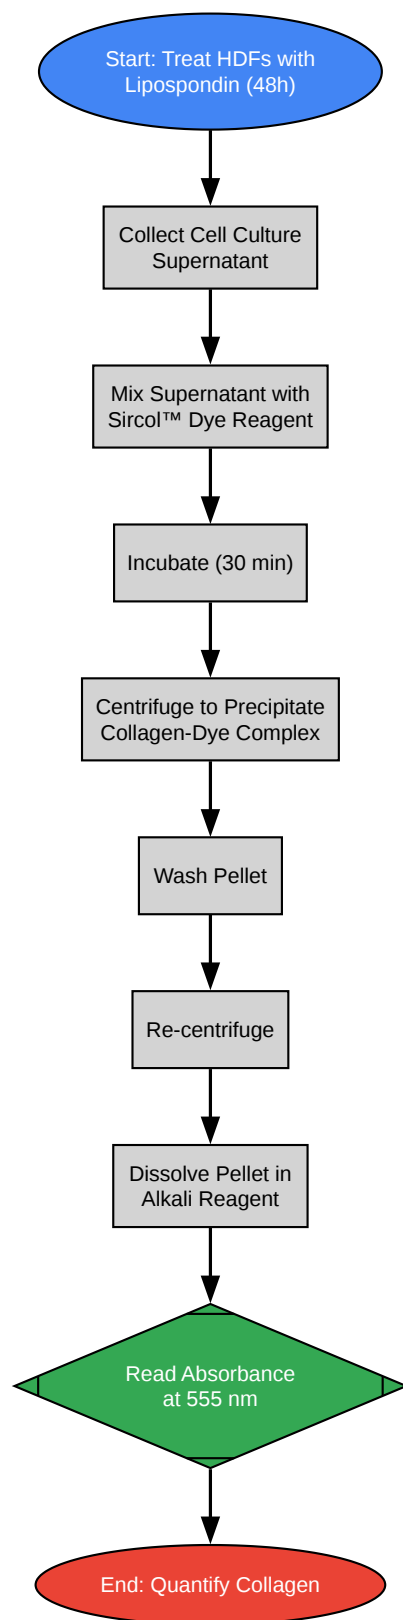 Start: Treat HDFs with
Lipospondin (48h)
Collect Cell Culture
Supernatant
Mix Supernatant with
Sircol™ Dye Reagent
Incubate (30 min)
Centrifuge to Precipitate
Collagen-Dye Complex
Wash Pellet
Re-centrifuge
Dissolve Pellet in
Alkali Reagent
Read Absorbance
at 555 nm
End: Quantify Collagen